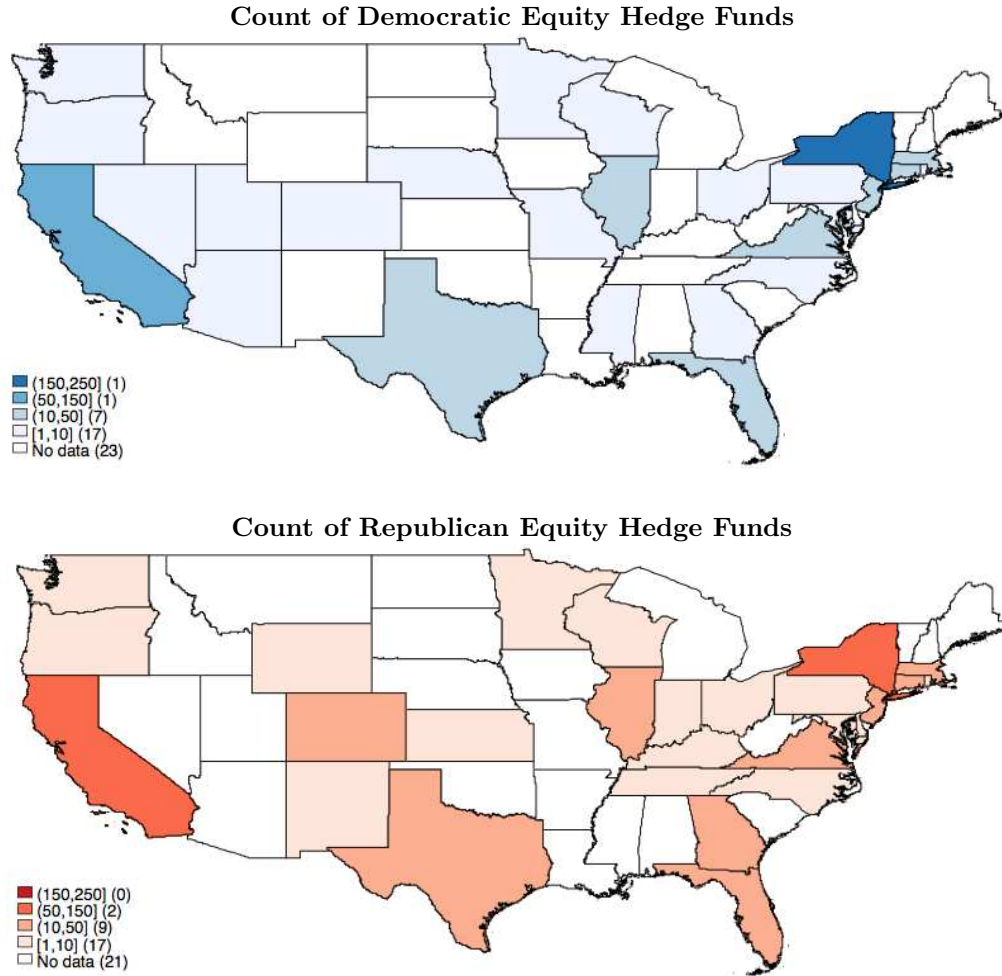 Count of Democratic Equity Hedge Funds
(150,250] (1)
(50,150] (1)
(10,50] (7)
[1,10] (17)
No data (23)
Count of Republican Equity Hedge Funds
(150,250] (0)
(50,150] (2)
(10,50] (9)
[1,10] (17)
No data (21)